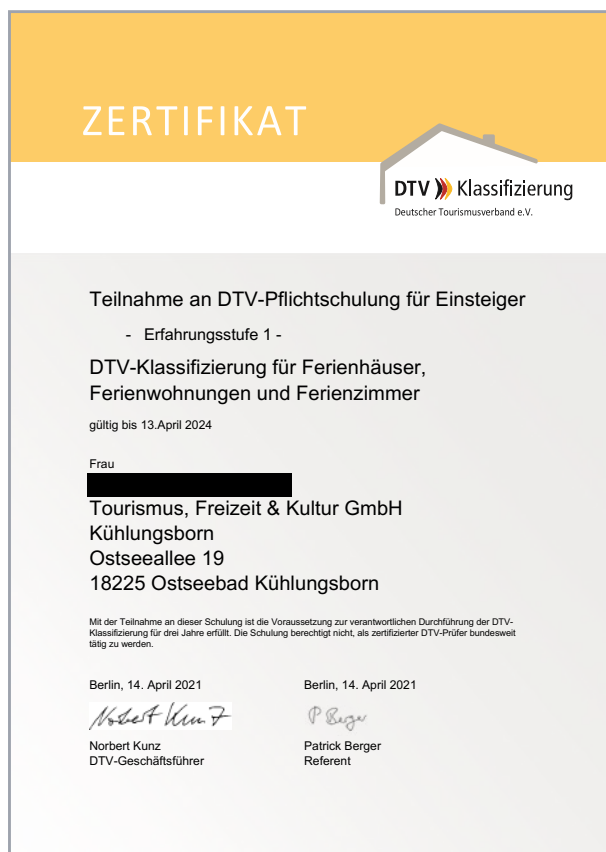 ZERTIFIKAT
DTV Klassifizierung
Deutscher Tourismusverband e.V.
Teilnahme an DTV-Pflichtschulung für Einsteiger
- Erfahrungsstufe 1 -
DTV-Klassifizierung für Ferienhäuser,
Ferienwohnungen und Ferienzimmer
gültig bis 13.April 2024
Frau
Tourismus, Freizeit & Kultur GmbH
Kühlungsborn
Ostseeallee 19
18225 Ostseebad Kühlungsborn
Mit der Teilnahme an dieser Schulung ist die Voraussetzung zur verantwortlichen Durchführung der DTV-
Klassifizierung für drei Jahre erfüllt. Die Schulung berechtigt nicht, als zertifizierter DTV-Prüfer bundesweit
tätig zu werden.
Berlin, 14. April 2021 Berlin, 14. April 2021
Norbert Kunz P Berger
Norbert Kunz Patrick Berger
DTV-Geschäftsführer Referent